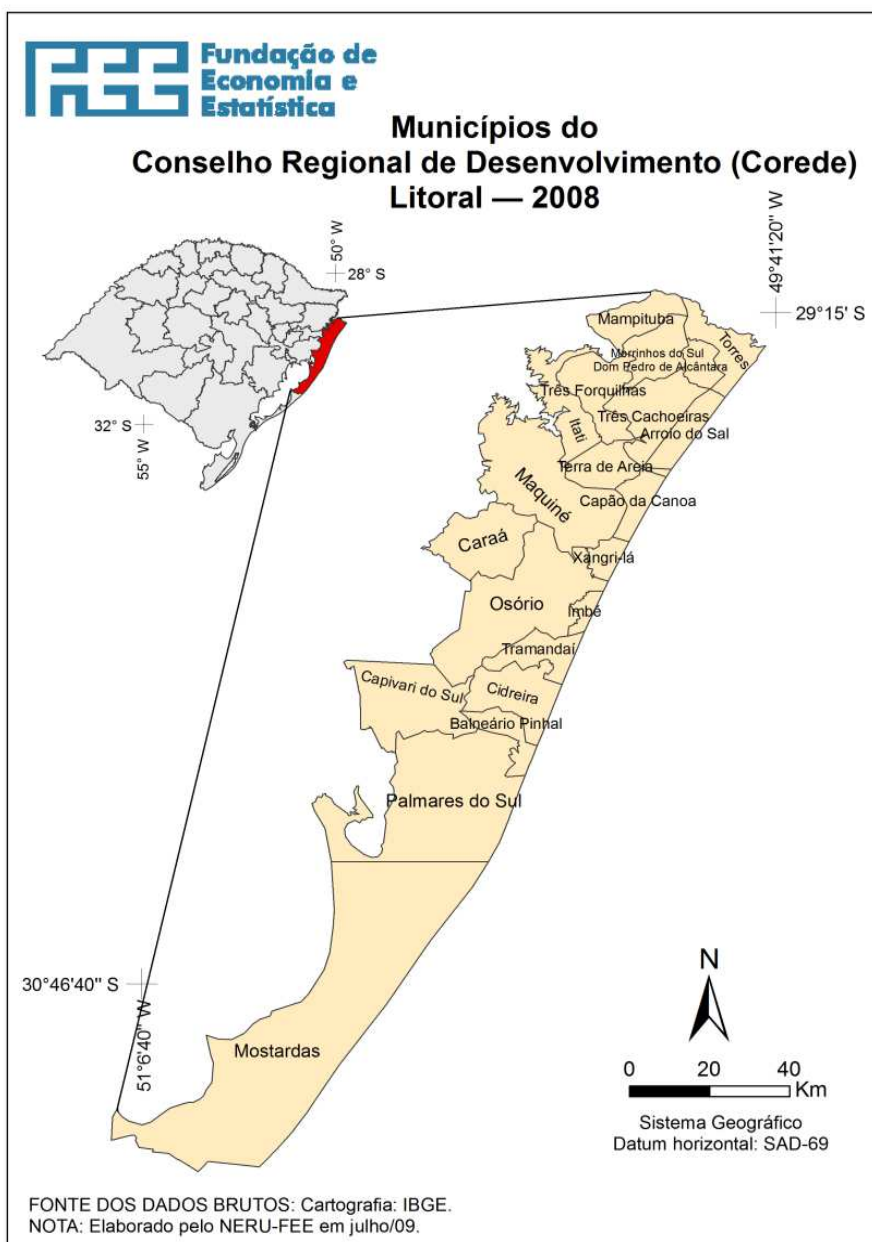 FEE
Fundação de
Economia e
Estatística
Municípios do
Conselho Regional de Desenvolvimento (Corede)
Litoral — 2008
50° W
28° S
49°41'20" W
29°15' S
32° S
55° W
Mampituba
Torres
Morrinhos do Sul
Dom Pedro de Alcântara
Três Forquilhas
Três Cachoeiras
Itati
Arroio do Sal
Terra de Areia
Maquiné
Capão da Canoa
Caraá
Xangri-lá
Osório
Imbé
Tramandaí
Capivari do Sul
Cidreira
Balneário Pinhal
Palmares do Sul
30°46'40" S
51°6'40" W
Mostardas
N
0 20 40
Km
Sistema Geográfico
Datum horizontal: SAD-69
FONTE DOS DADOS BRUTOS: Cartografia: IBGE.
NOTA: Elaborado pelo NERU-FEE em julho/09.